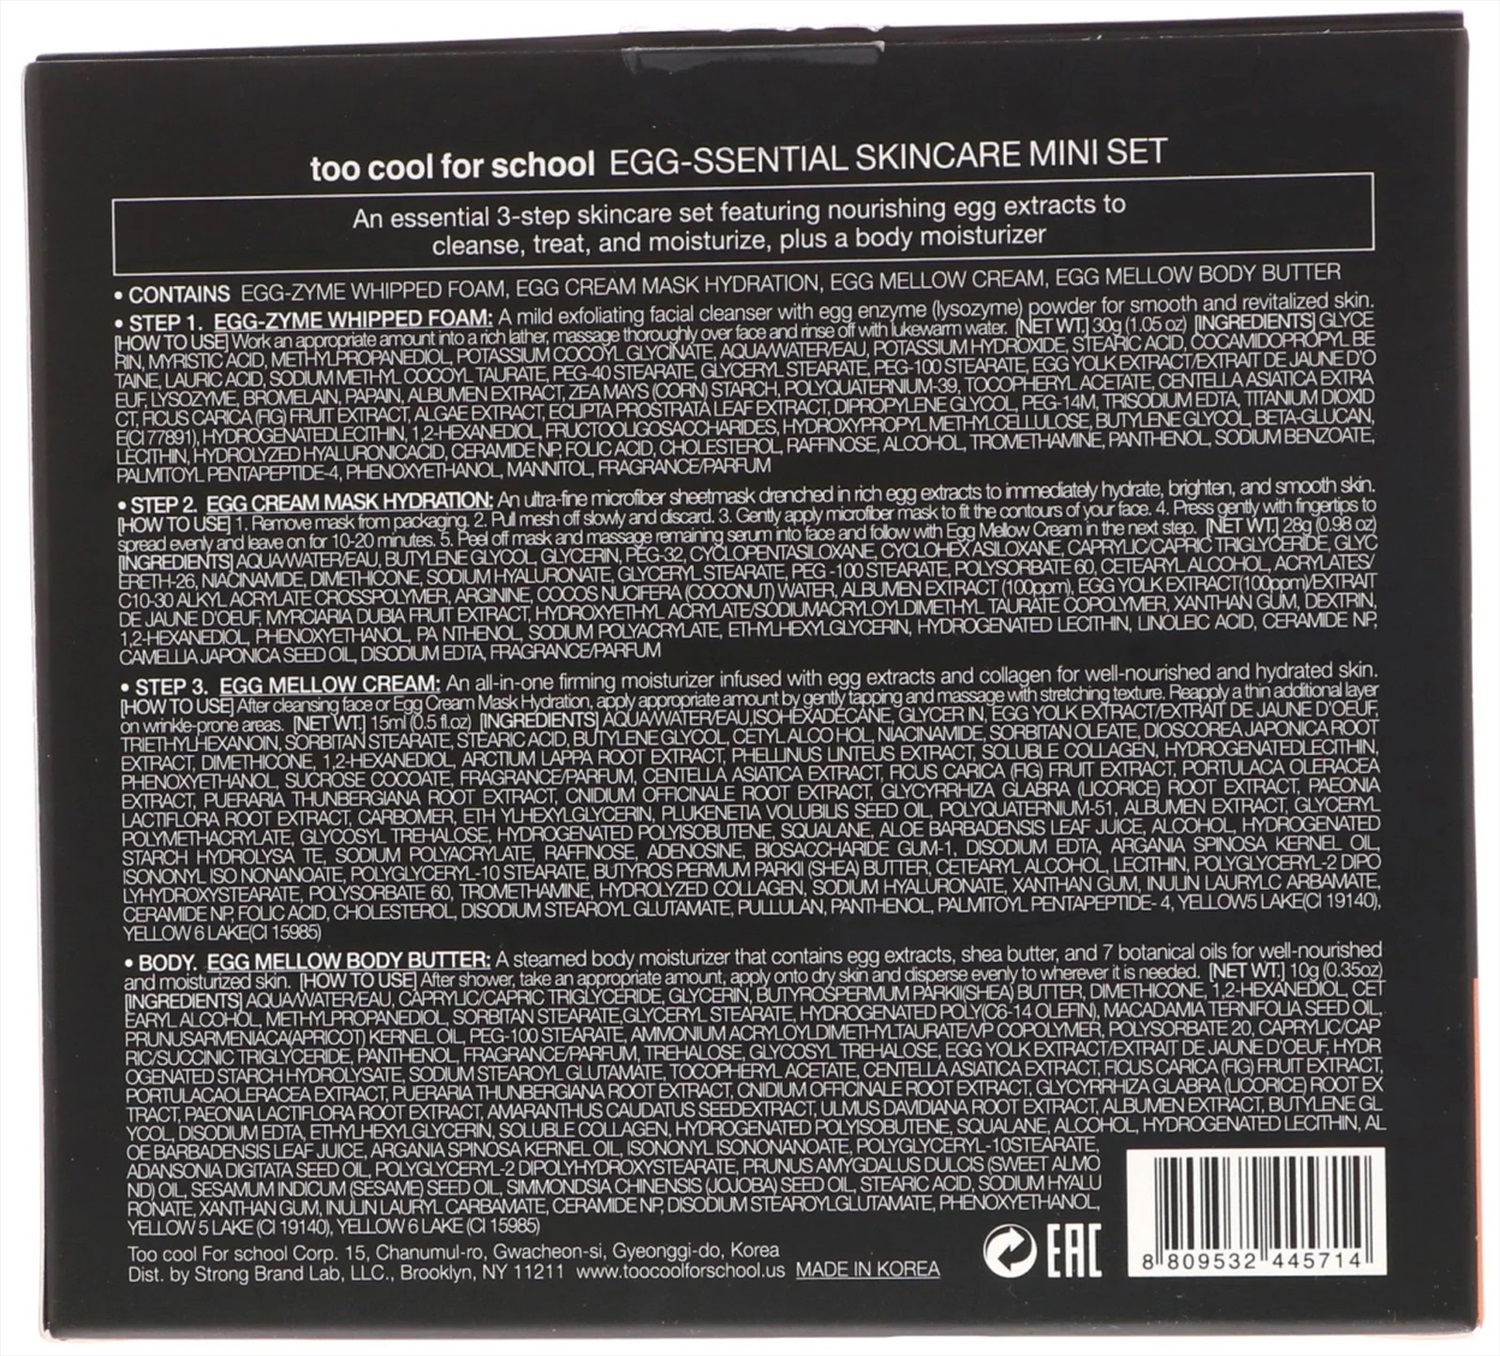 too cool for school EGG-SSENTIAL SKINCARE MINI SET
An essential 3-step skincare set featuring nourishing egg extracts to
cleanse, treat, and moisturize, plus a body moisturizer
• CONTAINS EGG-ZYME WHIPPED FOAM, EGG CREAM MASK HYDRATION, EGG MELLOW CREAM, EGG MELLOW BODY BUTTER
• STEP 1. EGG-ZYME WHIPPED FOAM: A mild exfoliating facial cleanser with egg enzyme (lysozyme) powder for smooth and revitalized skin.
[HOW TO USE] Work an appropriate amount into a rich lather, massage thoroughly over face and rinse off with lukewarm water. [NET WT.] 30g (1.05 oz) [INGREDIENTS] GLYCE
RIN, MYRISTIC ACID, METHYLPROPANEDIOL, POTASSIUM COCOYL GLYCINATE, AQUA/WATER/EAU, POTASSIUM HYDROXIDE, STEARIC ACID, COCAMIDOPROPYL BE
TAINE, LAURIC ACID, SODIUM METHYL COCOYL TAURATE, PEG-40 STEARATE, GLYCERYL STEARATE, PEG-100 STEARATE, EGG YOLK EXTRACT/EXTRAIT DE JAUNE D'O
EUF, LYSOZYME, BROMELAIN, PAPAIN, ALBUMEN EXTRACT, ZEA MAYS (CORN) STARCH, POLYQUATERNIUM-39, TOCOPHERYL ACETATE, CENTELLA ASIATICA EXTRA
CT, FICUS CARICA (FIG) FRUIT EXTRACT, ALGAE EXTRACT, ECLIPTA PROSTRATA LEAF EXTRACT, DIPROPYLENE GLYCOL, PEG-14M, TRISODIUM EDTA, TITANIUM DIOXID
E(CI 77891), HYDROGENATEDLECITHIN, 1,2-HEXANEDIOL, FRUCTOOLIGOSACCHARIDES, HYDROXYPROPYL METHYLCELLULOSE, BUTYLENE GLYCOL, BETA-GLUCAN,
LECITHIN, HYDROLYZED HYALURONICACID, CERAMIDE NP, FOLIC ACID, CHOLESTEROL, RAFFINOSE, ALCOHOL, TROMETHAMINE, PANTHENOL, SODIUM BENZOATE,
PALMITOYL PENTAPEPTIDE-4, PHENOXYETHANOL, MANNITOL, FRAGRANCE/PARFUM
• STEP 2. EGG CREAM MASK HYDRATION: An ultra-fine microfiber sheetmask drenched in rich egg extracts to immediately hydrate, brighten, and smooth skin.
[HOW TO USE] 1. Remove mask from packaging. 2. Pull mesh off slowly and discard. 3. Gently apply microfiber mask to fit the contours of your face. 4. Press gently with fingertips to
spread evenly and leave on for 10-20 minutes. 5. Peel off mask and massage remaining serum into face and follow with Egg Mellow Cream in the next step. [NET WT.] 28g (0.98 oz)
[INGREDIENTS] AQUA/WATER/EAU, BUTYLENE GLYCOL, GLYCERIN, PEG-32, CYCLOPENTASILOXANE, CYCLOHEX ASILOXANE, CAPRYLIC/CAPRIC TRIGLYCERIDE, GLYC
ERETH-26, NIACINAMIDE, DIMETHICONE, SODIUM HYALURONATE, GLYCERYL STEARATE, PEG -100 STEARATE, POLYSORBATE 60, CETEARYL ALCOHOL, ACRYLATES/
C10-30 ALKYL ACRYLATE CROSSPOLYMER, ARGININE, COCOS NUCIFERA (COCONUT) WATER, ALBUMEN EXTRACT (100ppm), EGG YOLK EXTRACT(100ppm)/EXTRAIT
DE JAUNE D'OEUF, MYRCIARIA DUBIA FRUIT EXTRACT, HYDROXYETHYL ACRYLATE/SODIUMACRYLOYLDIMETHYL TAURATE COPOLYMER, XANTHAN GUM, DEXTRIN,
1,2-HEXANEDIOL, PHENOXYETHANOL, PA NTHENOL, SODIUM POLYACRYLATE, ETHYLHEXYLGLYCERIN, HYDROGENATED LECITHIN, LINOLEIC ACID, CERAMIDE NP,
CAMELLIA JAPONICA SEED OIL, DISODIUM EDTA, FRAGRANCE/PARFUM
• STEP 3. EGG MELLOW CREAM: An all-in-one firming moisturizer infused with egg extracts and collagen for well-nourished and hydrated skin.
[HOW TO USE] After cleansing face or Egg Cream Mask Hydration, apply appropriate amount by gently tapping and massage with stretching texture. Reapply a thin additional layer
on wrinkle-prone areas. [NET WT.] 15ml (0.5 fl.oz) [INGREDIENTS] AQUA/WATER/EAU,ISOHEXADECANE, GLYCER IN, EGG YOLK EXTRACT/EXTRAIT DE JAUNE D'OEUF,
TRIETHYLHEXANOIN, SORBITAN STEARATE, STEARIC ACID, BUTYLENE GLYCOL, CETYL ALCO HOL, NIACINAMIDE, SORBITAN OLEATE, DIOSCOREA JAPONICA ROOT
EXTRACT, DIMETHICONE, 1,2-HEXANEDIOL, ARCTIUM LAPPA ROOT EXTRACT, PHELLINUS LINTEUS EXTRACT, SOLUBLE COLLAGEN, HYDROGENATEDLECITHIN,
PHENOXYETHANOL, SUCROSE COCOATE, FRAGRANCE/PARFUM, CENTELLA ASIATICA EXTRACT, FICUS CARICA (FIG) FRUIT EXTRACT, PORTULACA OLERACEA
EXTRACT, PUERARIA THUNBERGIANA ROOT EXTRACT, CNIDIUM OFFICINALE ROOT EXTRACT, GLYCYRRHIZA GLABRA (LICORICE) ROOT EXTRACT, PAEONIA
LACTIFLORA ROOT EXTRACT, CARBOMER, ETH YLHEXYLGLYCERIN, PLUKENETIA VOLUBILIS SEED OIL, POLYQUATERNIUM-51, ALBUMEN EXTRACT, GLYCERYL
POLYMETHACRYLATE, GLYCOSYL TREHALOSE, HYDROGENATED POLYISOBUTENE, SQUALANE, ALOE BARBADENSIS LEAF JUICE, ALCOHOL, HYDROGENATED
STARCH HYDROLYSA TE, SODIUM POLYACRYLATE, RAFFINOSE, ADENOSINE, BIOSACCHARIDE GUM-1, DISODIUM EDTA, ARGANIA SPINOSA KERNEL OIL,
ISONONYL ISO NONANOATE, POLYGLYCERYL-10 STEARATE, BUTYROS PERMUM PARKII (SHEA) BUTTER, CETEARYL ALCOHOL, LECITHIN, POLYGLYCERYL-2 DIPO
LYHYDROXYSTEARATE, POLYSORBATE 60, TROMETHAMINE, HYDROLYZED COLLAGEN, SODIUM HYALURONATE, XANTHAN GUM, INULIN LAURYLC ARBAMATE,
CERAMIDE NP, FOLIC ACID, CHOLESTEROL, DISODIUM STEAROYL GLUTAMATE, PULLULAN, PANTHENOL, PALMITOYL PENTAPEPTIDE- 4, YELLOW5 LAKE(CI 19140),
YELLOW 6 LAKE(CI 15985)
• BODY. EGG MELLOW BODY BUTTER: A steamed body moisturizer that contains egg extracts, shea butter, and 7 botanical oils for well-nourished
and moisturized skin. [HOW TO USE] After shower, take an appropriate amount, apply onto dry skin and disperse evenly to wherever it is needed. [NET WT.] 10g (0.35oz)
[INGREDIENTS] AQUA/WATER/EAU, CAPRYLIC/CAPRIC TRIGLYCERIDE, GLYCERIN, BUTYROSPERMUM PARKII(SHEA) BUTTER, DIMETHICONE, 1,2-HEXANEDIOL, CET
EARYL ALCOHOL, METHYLPROPANEDIOL, SORBITAN STEARATE,GLYCERYL STEARATE, HYDROGENATED POLY(C6-14 OLEFIN), MACADAMIA TERNIFOLIA SEED OIL,
PRUNUSARMENIACA(APRICOT) KERNEL OIL, PEG-100 STEARATE, AMMONIUM ACRYLOYLDIMETHYLTAURATE/VP COPOLYMER, POLYSORBATE 20, CAPRYLIC/CAP
RIC/SUCCINIC TRIGLYCERIDE, PANTHENOL, FRAGRANCE/PARFUM, TREHALOSE, GLYCOSYL TREHALOSE, EGG YOLK EXTRACT/EXTRAIT DE JAUNE D'OEUF, HYDR
OGENATED STARCH HYDROLYSATE, SODIUM STEAROYL GLUTAMATE, TOCOPHERYL ACETATE, CENTELLA ASIATICA EXTRACT, FICUS CARICA (FIG) FRUIT EXTRACT,
PORTULACAOLERACEA EXTRACT, PUERARIA THUNBERGIANA ROOT EXTRACT, CNIDIUM OFFICINALE ROOT EXTRACT, GLYCYRRHIZA GLABRA (LICORICE) ROOT EX
TRACT, PAEONIA LACTIFLORA ROOT EXTRACT, AMARANTHUS CAUDATUS SEEDEXTRACT, ULMUS DAVIDIANA ROOT EXTRACT, ALBUMEN EXTRACT, BUTYLENE GL
YCOL, DISODIUM EDTA, ETHYLHEXYLGLYCERIN, SOLUBLE COLLAGEN, HYDROGENATED POLYISOBUTENE, SQUALANE, ALCOHOL, HYDROGENATED LECITHIN, AL
OE BARBADENSIS LEAF JUICE, ARGANIA SPINOSA KERNEL OIL, ISONONYL ISONONANOATE, POLYGLYCERYL -10STEARATE,
ADANSONIA DIGITATA SEED OIL, POLYGLYCERYL-2 DIPOLYHYDROXYSTEARATE, PRUNUS AMYGDALUS DULCIS (SWEET ALMO
ND) OIL, SESAMUM INDICUM (SESAME) SEED OIL, SIMMONDSIA CHINENSIS (JOJOBA) SEED OIL, STEARIC ACID, SODIUM HYALU
RONATE, XANTHAN GUM, INULIN LAURYL CARBAMATE, CERAMIDE NP, DISODIUM STEAROYLGLUTAMATE, PHENOXYETHANOL,
YELLOW 5 LAKE (CI 19140), YELLOW 6 LAKE (CI 15985)
Too cool For school Corp. 15, Chanumul-ro, Gwacheon-si, Gyeonggi-do, Korea
Dist. by Strong Brand Lab, LLC., Brooklyn, NY 11211 www.toocoolforschool.us MADE IN KOREA
EAC
8 809532 445714